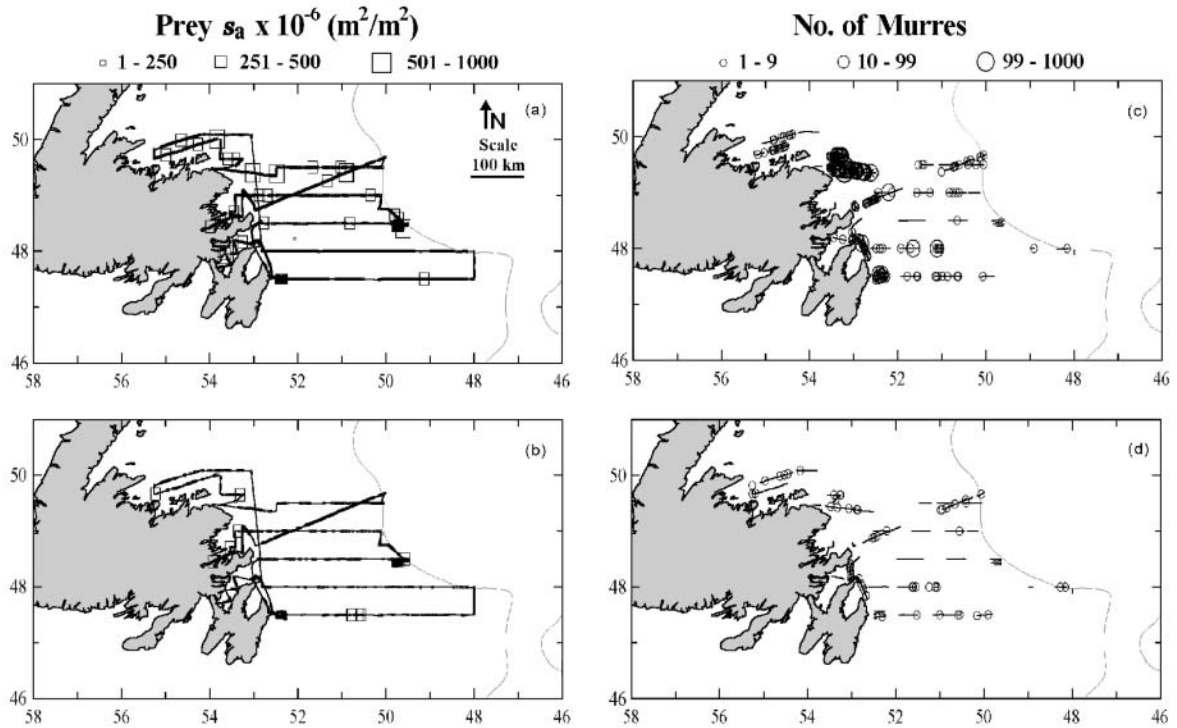 Prey sa x 10-6 (m2/m2)
1 - 250 251 - 500 501 - 1000
No. of Murres
1 - 9 10 - 99 99 - 1000
(a)
N
Scale
100 km
50
48
46
58 56 54 52 50 48 46
(c)
50
48
46
58 56 54 52 50 48 46
(b)
50
48
46
58 56 54 52 50 48 46
(d)
50
48
46
58 56 54 52 50 48 46